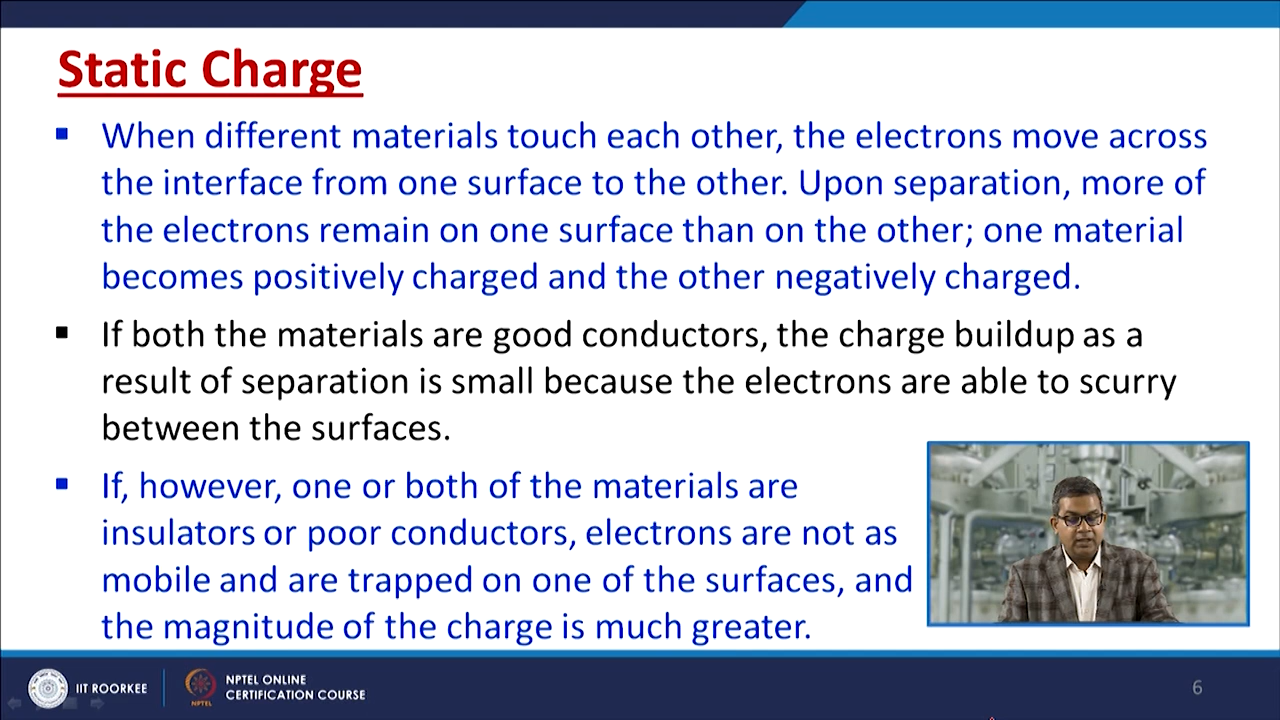 Static Charge
When different materials touch each other, the electrons move across
the interface from one surface to the other. Upon separation, more of
the electrons remain on one surface than on the other; one material
becomes positively charged and the other negatively charged.
If both the materials are good conductors, the charge buildup as a
result of separation is small because the electrons are able to scurry
between the surfaces.
If, however, one or both of the materials are
insulators or poor conductors, electrons are not as
mobile and are trapped on one of the surfaces, and
the magnitude of the charge is much greater.
IIT ROORKEE
NPTEL
NPTEL ONLINE
CERTIFICATION COURSE
6